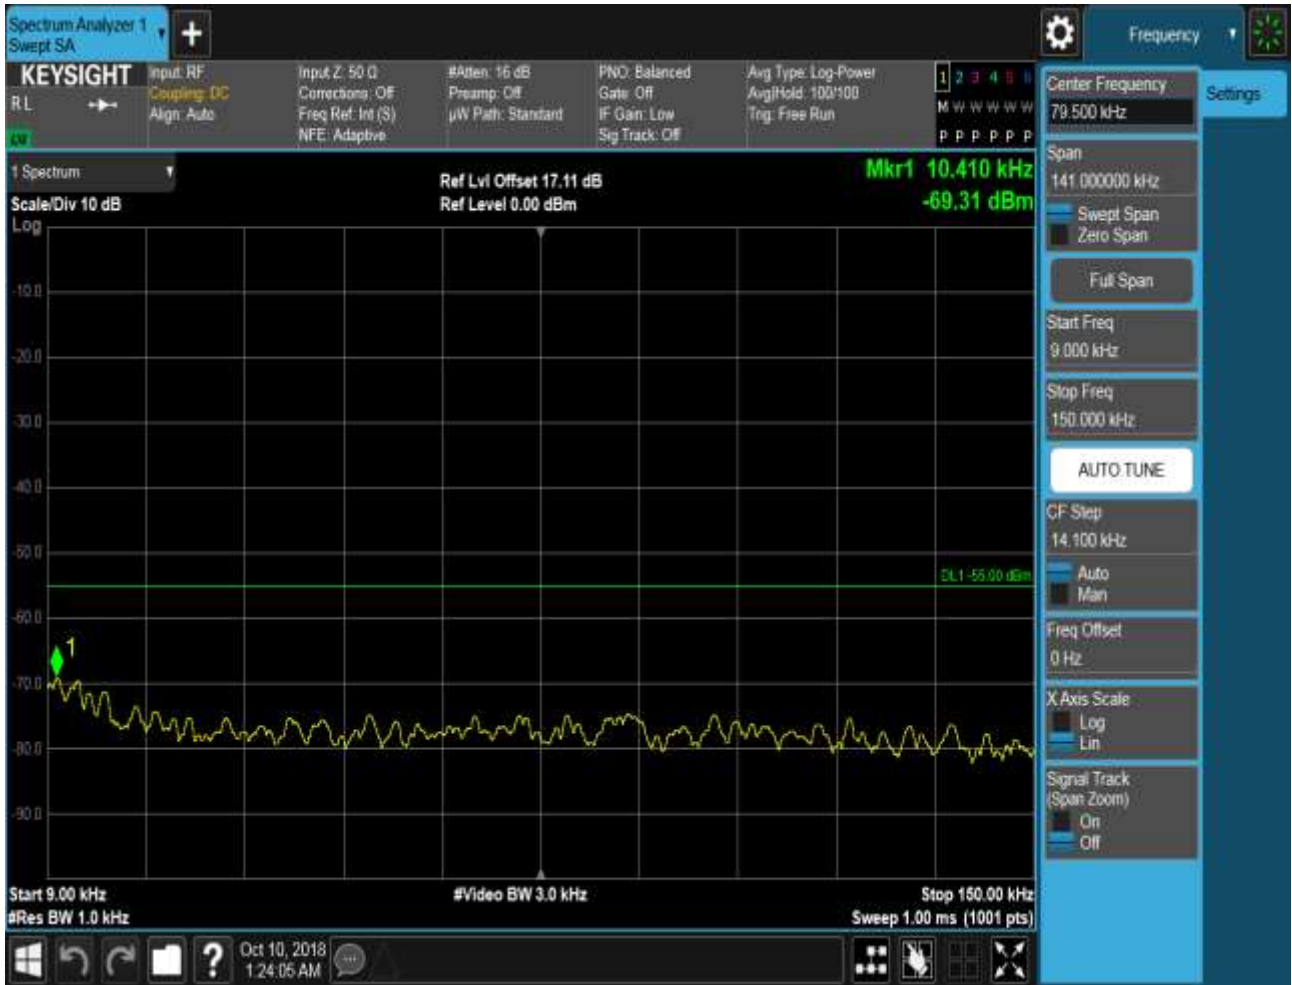 Spectrum Analyzer 1
Swept SA
+
Frequency
KEYSIGHT
RL
Input: RF
Coupling: DC
Align: Auto
Input Z: 50 Ω
Corrections: Off
Freq Ref: Int (S)
NFE: Adaptive
#Atten: 16 dB
Preamp: Off
µW Path: Standard
PNO: Balanced
Gate: Off
IF Gain: Low
Sig Track: Off
Avg Type: Log-Power
Avg|Hold: 100/100
Trig: Free Run
1 2 3 4 5 6
M W W W W W
P P P P P P
Center Frequency
79.500 kHz
Settings
Span
141.000000 kHz
Swept Span
Zero Span
Full Span
Start Freq
9.000 kHz
Stop Freq
150.000 kHz
AUTO TUNE
CF Step
14.100 kHz
Auto
Man
Freq Offset
0 Hz
X Axis Scale
Log
Lin
Signal Track
(Span Zoom)
On
Off
1 Spectrum
Scale/Div 10 dB
Log
Ref Lvl Offset 17.11 dB
Ref Level 0.00 dBm
Mkr1 10.410 kHz
-69.31 dBm
-10.0
-20.0
-30.0
-40.0
-50.0
DL1 -55.00 dBm
-60.0
1
-70.0
-80.0
-90.0
Start 9.00 kHz
#Video BW 3.0 kHz
Stop 150.00 kHz
#Res BW 1.0 kHz
Sweep 1.00 ms (1001 pts)
?
Oct 10, 2018
1:24:05 AM